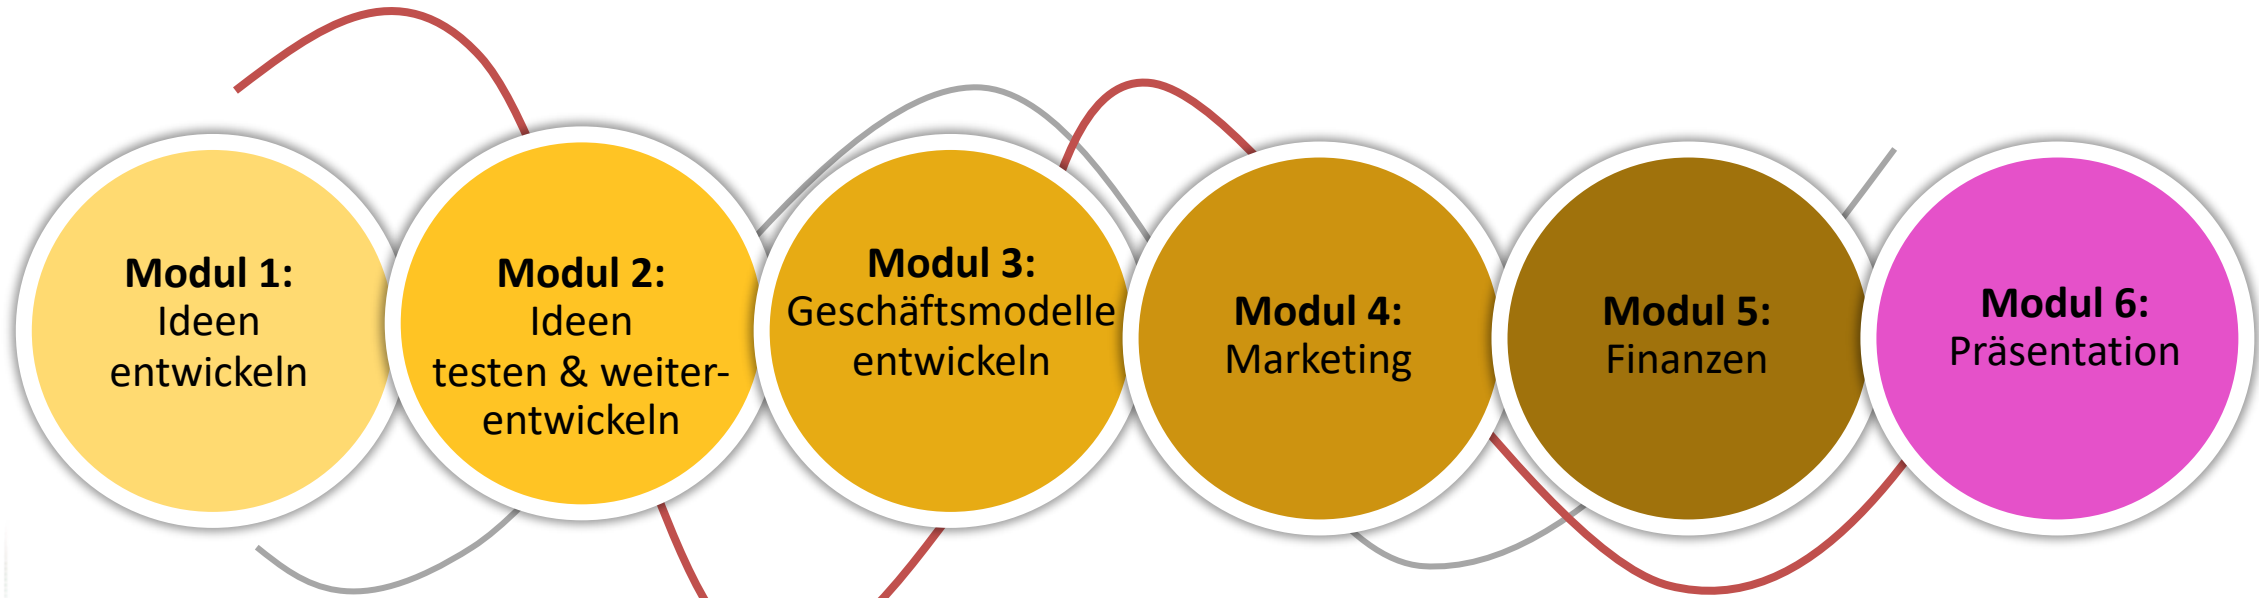 Modul 1:
Ideen
entwickeln
Modul 2:
Ideen
testen & weiter-
entwickeln
Modul 3:
Geschäftsmodelle
entwickeln
Modul 4:
Marketing
Modul 5:
Finanzen
Modul 6:
Präsentation